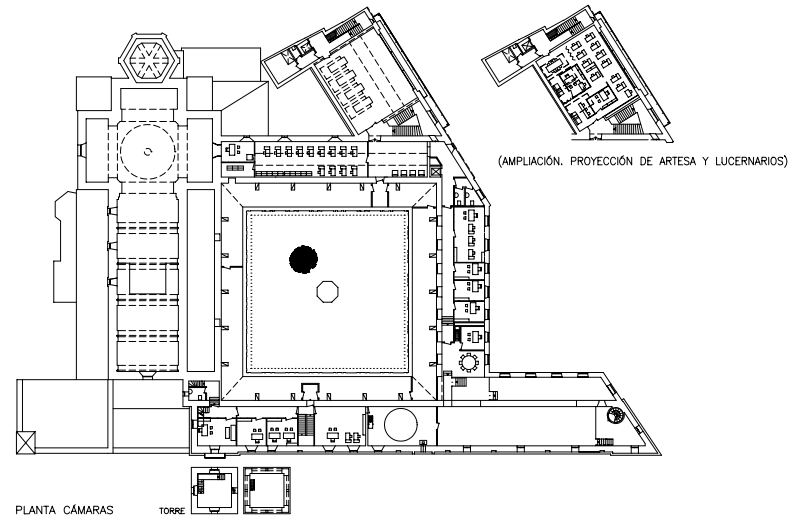 (AMPLIACIÓN. PROYECCIÓN DE ARTESA Y LUCERNARIOS)
PLANTA CÁMARAS
TORRE